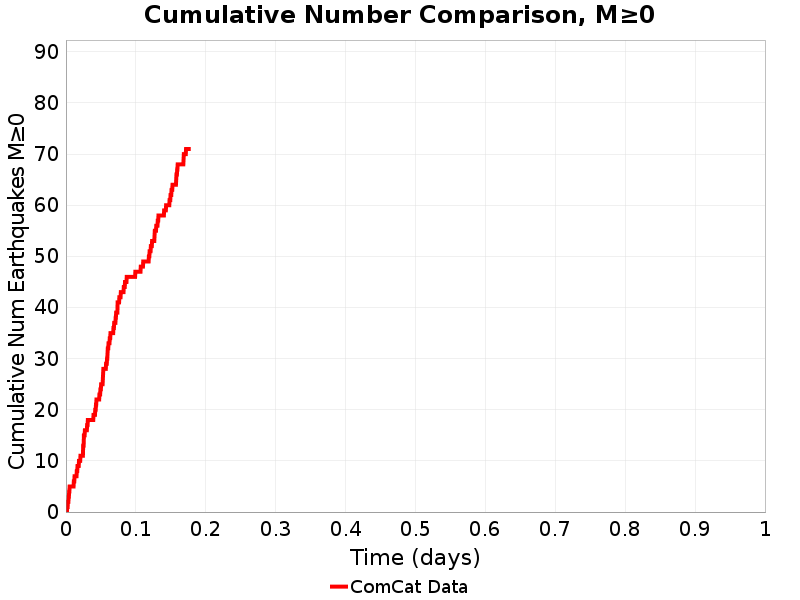 Cumulative Number Comparison, M≥0
Cumulative Num Earthquakes M≥0
90
80
70
60
50
40
30
20
10
0
0 0.1 0.2 0.3 0.4 0.5 0.6 0.7 0.8 0.9 1
Time (days)
ComCat Data